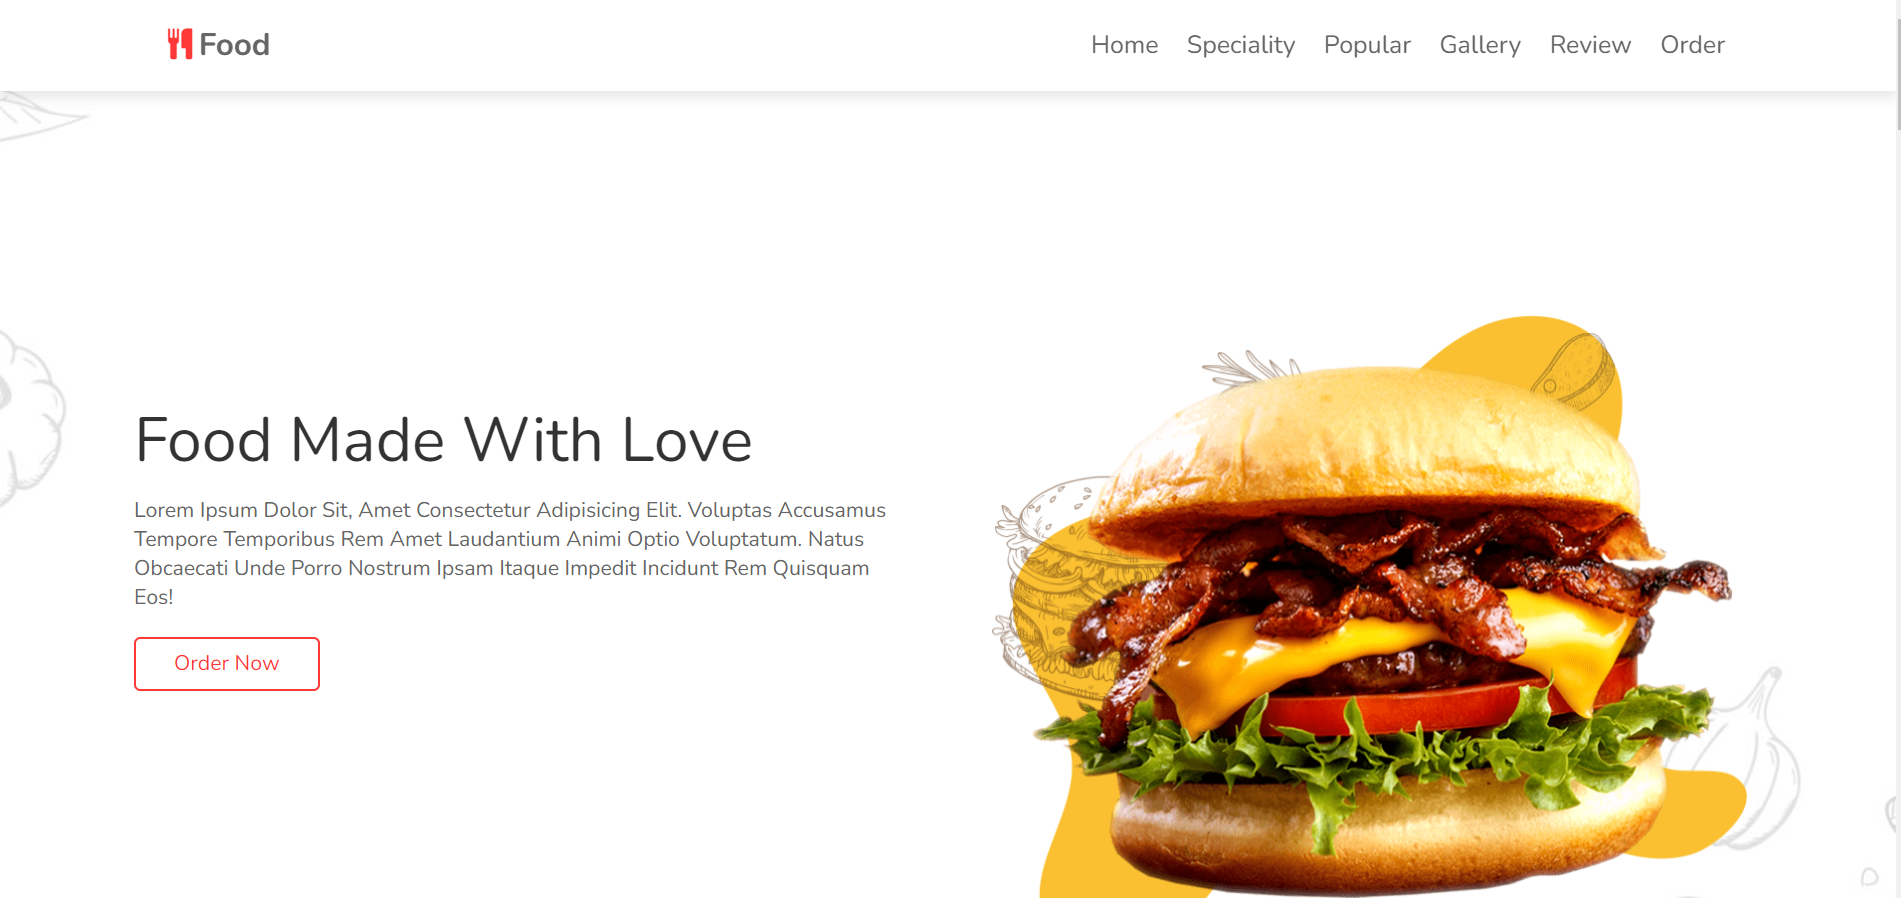 Food
Home Speciality Popular Gallery Review Order
Food Made With Love
Lorem Ipsum Dolor Sit, Amet Consectetur Adipisicing Elit. Voluptas Accusamus
Tempore Temporibus Rem Amet Laudantium Animi Optio Voluptatum. Natus
Obcaecati Unde Porro Nostrum Ipsam Itaque Impedit Incidunt Rem Quisquam
Eos!
Order Now